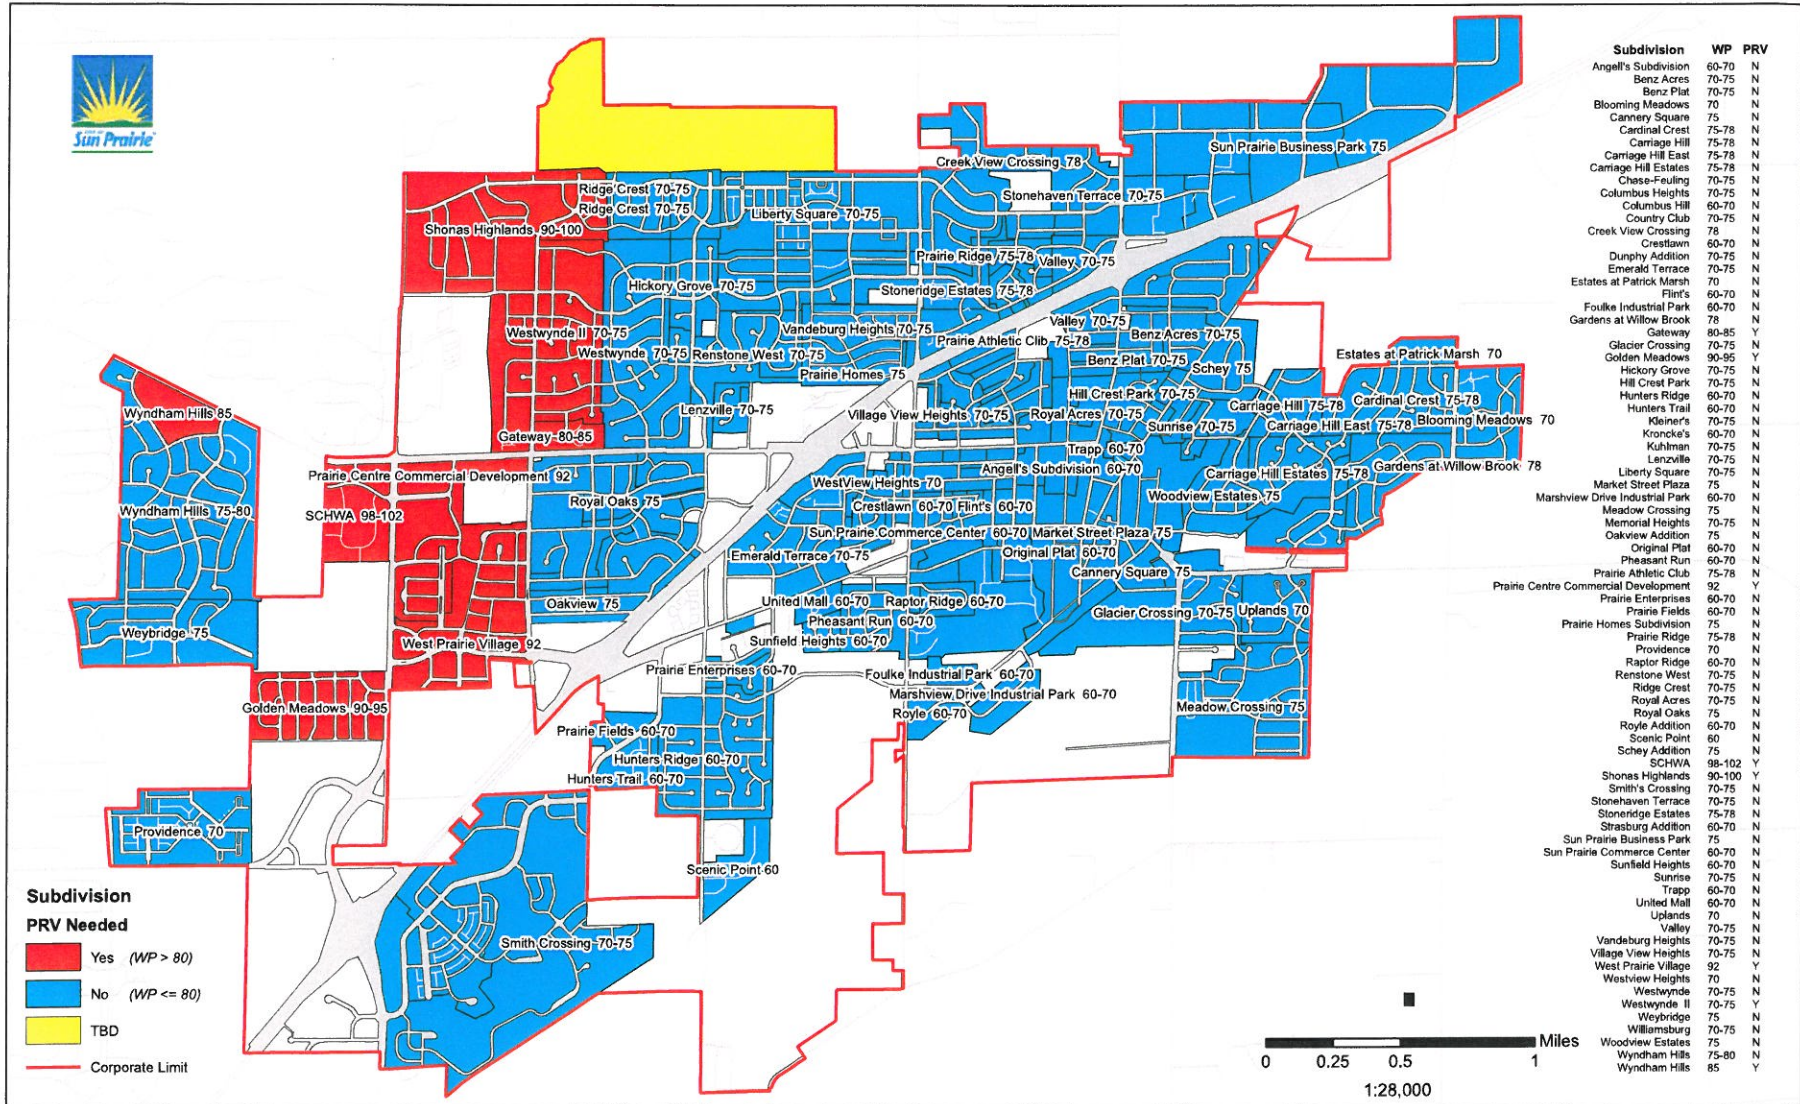 Sun Prairie
Ridge Crest 70-75
Ridge Crest 70-75
Shonas Highlands 90-100
Liberty Square 70-75
Creek View Crossing 78
Sun Prairie Business Park 75
Stonehaven Terrace 70-75
Prairie Ridge 75-78
Valley 70-75
Hickory Grove 70-75
Stoneridge Estates 75-78
Westwynde II 70-75
Vandeburg Heights 70-75
Valley 70-75
Benz Acres 70-75
Prairie Athletic Clib 75-78
Westwynde 70-75
Renstone West 70-75
Benz Plat 70-75
Schey 75
Estates at Patrick Marsh 70
Prairie Homes 75
Hill Crest Park 70-75
Wyndham Hills 85
Lenzville 70-75
Village View Heights 70-75
Royal Acres 70-75
Carriage Hill 75-78
Cardinal Crest 75-78
Sunrise 70-75
Carriage Hill East 75-78
Blooming Meadows 70
Gateway 80-85
Trapp 60-70
Prairie Centre Commercial Development 92
Angell's Subdivision 60-70
Carriage Hill Estates 75-78
Gardens at Willow Brook 78
WestView Heights 70
Royal Oaks 75
Woodview Estates 75
Wyndham Hills 75-80
SCHWA 98-102
Crestlawn 60-70
Flint's 60-70
Sun Prairie Commerce Center 60-70
Market Street Plaza 75
Emerald Terrace 70-75
Original Plat 60-70
Cannery Square 75
Oakview 75
United Mall 60-70
Raptor Ridge 60-70
Glacier Crossing 70-75
Uplands 70
Weybridge 75
Pheasant Run 60-70
West Prairie Village 92
Sunfield Heights 60-70
Prairie Enterprises 60-70
Foulke Industrial Park 60-70
Marshview Drive Industrial Park 60-70
Golden Meadows 90-95
Royle 60-70
Meadow Crossing 75
Prairie Fields 60-70
Hunters Ridge 60-70
Hunters Trail 60-70
Providence 70
Scenic Point 60
Smith Crossing 70-75
Subdivision
PRV Needed
Yes (WP > 80)
No (WP <= 80)
TBD
Corporate Limit
Miles
0 0.25 0.5 1
1:28,000
Subdivision WP PRV
Angell's Subdivision 60-70 N
Benz Acres 70-75 N
Benz Plat 70-75 N
Blooming Meadows 70 N
Cannery Square 75 N
Cardinal Crest 75-78 N
Carriage Hill 75-78 N
Carriage Hill East 75-78 N
Carriage Hill Estates 75-78 N
Chase-Feuling 70-75 N
Columbus Heights 70-75 N
Columbus Hill 60-70 N
Country Club 70-75 N
Creek View Crossing 78 N
Crestlawn 60-70 N
Dunphy Addition 70-75 N
Emerald Terrace 70-75 N
Estates at Patrick Marsh 70 N
Flint's 60-70 N
Foulke Industrial Park 60-70 N
Gardens at Willow Brook 78 N
Gateway 80-85 Y
Glacier Crossing 70-75 N
Golden Meadows 90-95 Y
Hickory Grove 70-75 N
Hill Crest Park 70-75 N
Hunters Ridge 60-70 N
Hunters Trail 60-70 N
Kleiner's 70-75 N
Kroncke's 60-70 N
Kuhlman 70-75 N
Lenzville 70-75 N
Liberty Square 70-75 N
Market Street Plaza 75 N
Marshview Drive Industrial Park 60-70 N
Meadow Crossing 75 N
Memorial Heights 70-75 N
Oakview Addition 75 N
Original Plat 60-70 N
Pheasant Run 60-70 N
Prairie Athletic Club 75-78 N
Prairie Centre Commercial Development 92 Y
Prairie Enterprises 60-70 N
Prairie Fields 60-70 N
Prairie Homes Subdivision 75 N
Prairie Ridge 75-78 N
Providence 70 N
Raptor Ridge 60-70 N
Renstone West 70-75 N
Ridge Crest 70-75 N
Royal Acres 70-75 N
Royal Oaks 75 N
Royle Addition 60-70 N
Scenic Point 60 N
Schey Addition 75 N
SCHWA 98-102 Y
Shonas Highlands 90-100 Y
Smith's Crossing 70-75 N
Stonehaven Terrace 70-75 N
Stoneridge Estates 75-78 N
Strasburg Addition 60-70 N
Sun Prairie Business Park 75 N
Sun Prairie Commerce Center 60-70 N
Sunfield Heights 60-70 N
Sunrise 70-75 N
Trapp 60-70 N
United Mall 60-70 N
Uplands 70 N
Valley 70-75 N
Vandeburg Heights 70-75 N
Village View Heights 70-75 N
West Prairie Village 92 Y
Westview Heights 70 N
Westwynde 70-75 N
Westwynde II 70-75 Y
Weybridge 75 N
Williamsburg 70-75 N
Woodview Estates 75 N
Wyndham Hills 75-80 N
Wyndham Hills 85 Y